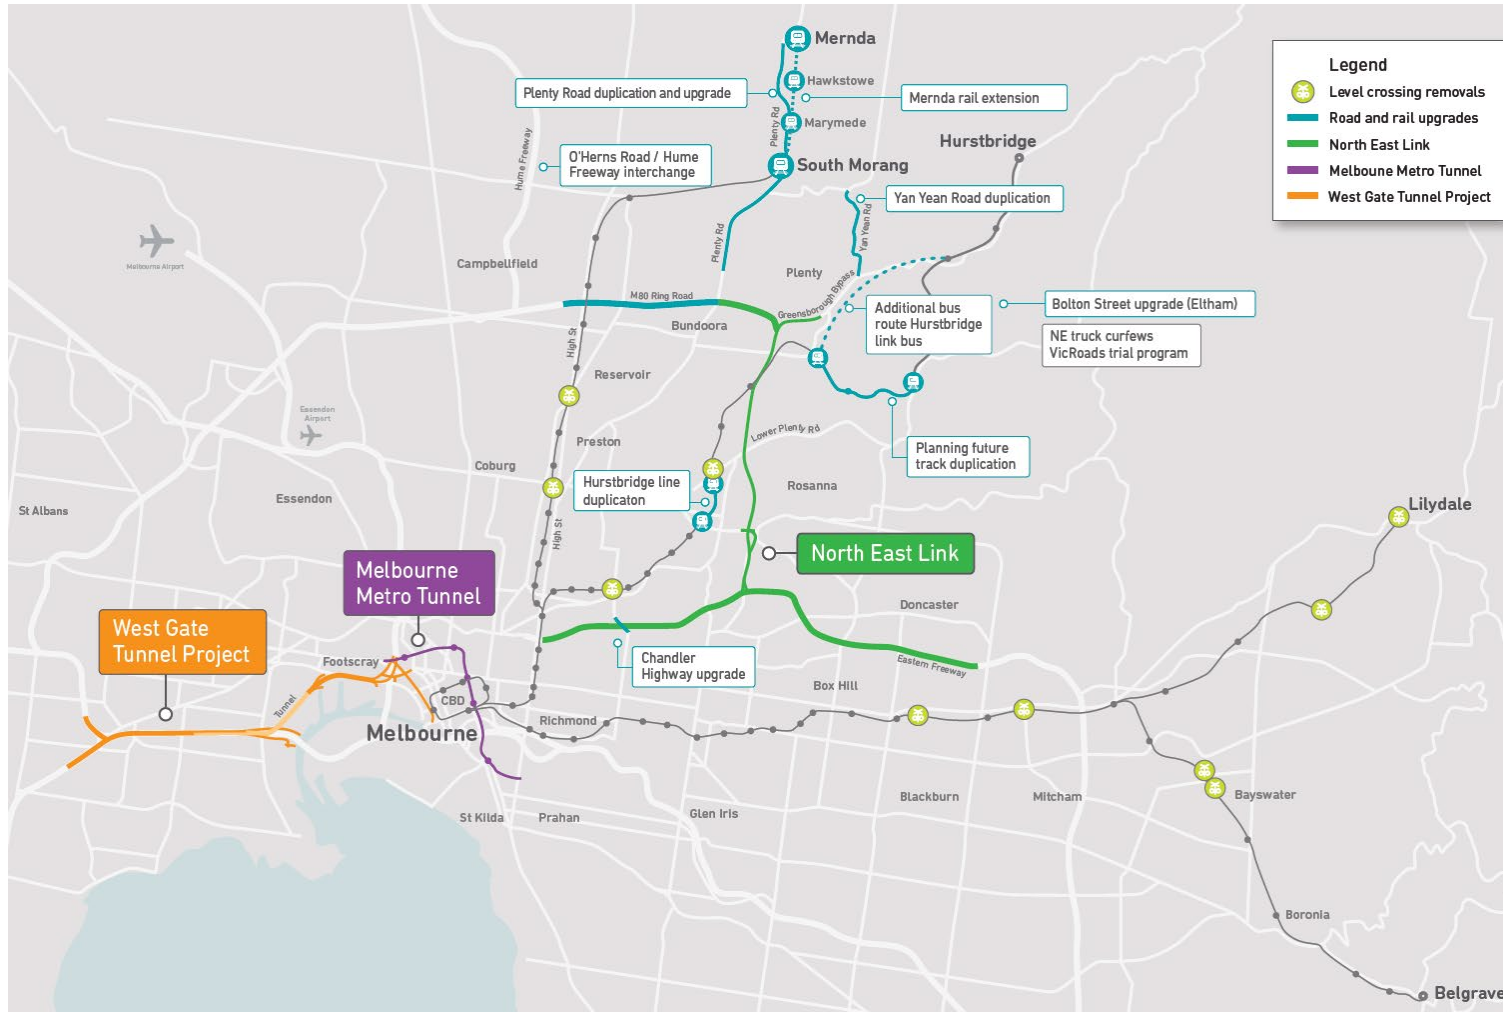 Mernda
Hawkstowe
Plenty Road duplication and upgrade
Mernda rail extension
Plenty Rd
Marymede
Hume Freeway
Hurstbridge
O'Herns Road / Hume
Freeway interchange
South Morang
Yan Yean Road duplication
Yan Yean Rd
Plenty Rd
Melbourne Airport
Campbellfield
Plenty
Greensborough Bypass
M80 Ring Road
Bundoora
Additional bus
route Hurstbridge
link bus
Bolton Street upgrade (Eltham)
NE truck curfews
VicRoads trial program
High St
Reservoir
Essendon
Airport
Preston
Lower Plenty Rd
Coburg
Planning future
track duplication
Hurstbridge line
duplicaton
Rosanna
Essendon
St Albans
High St
Lilydale
North East Link
Melbourne
Metro Tunnel
Doncaster
West Gate
Tunnel Project
Footscray
Chandler
Highway upgrade
Eastern Freeway
Box Hill
CBD
Tunnel
Richmond
Melbourne
St Kilda
Prahan
Glen Iris
Blackburn
Mitcham
Bayswater
Boronia
Belgrave
Legend
Level crossing removals
Road and rail upgrades
North East Link
Melboune Metro Tunnel
West Gate Tunnel Project